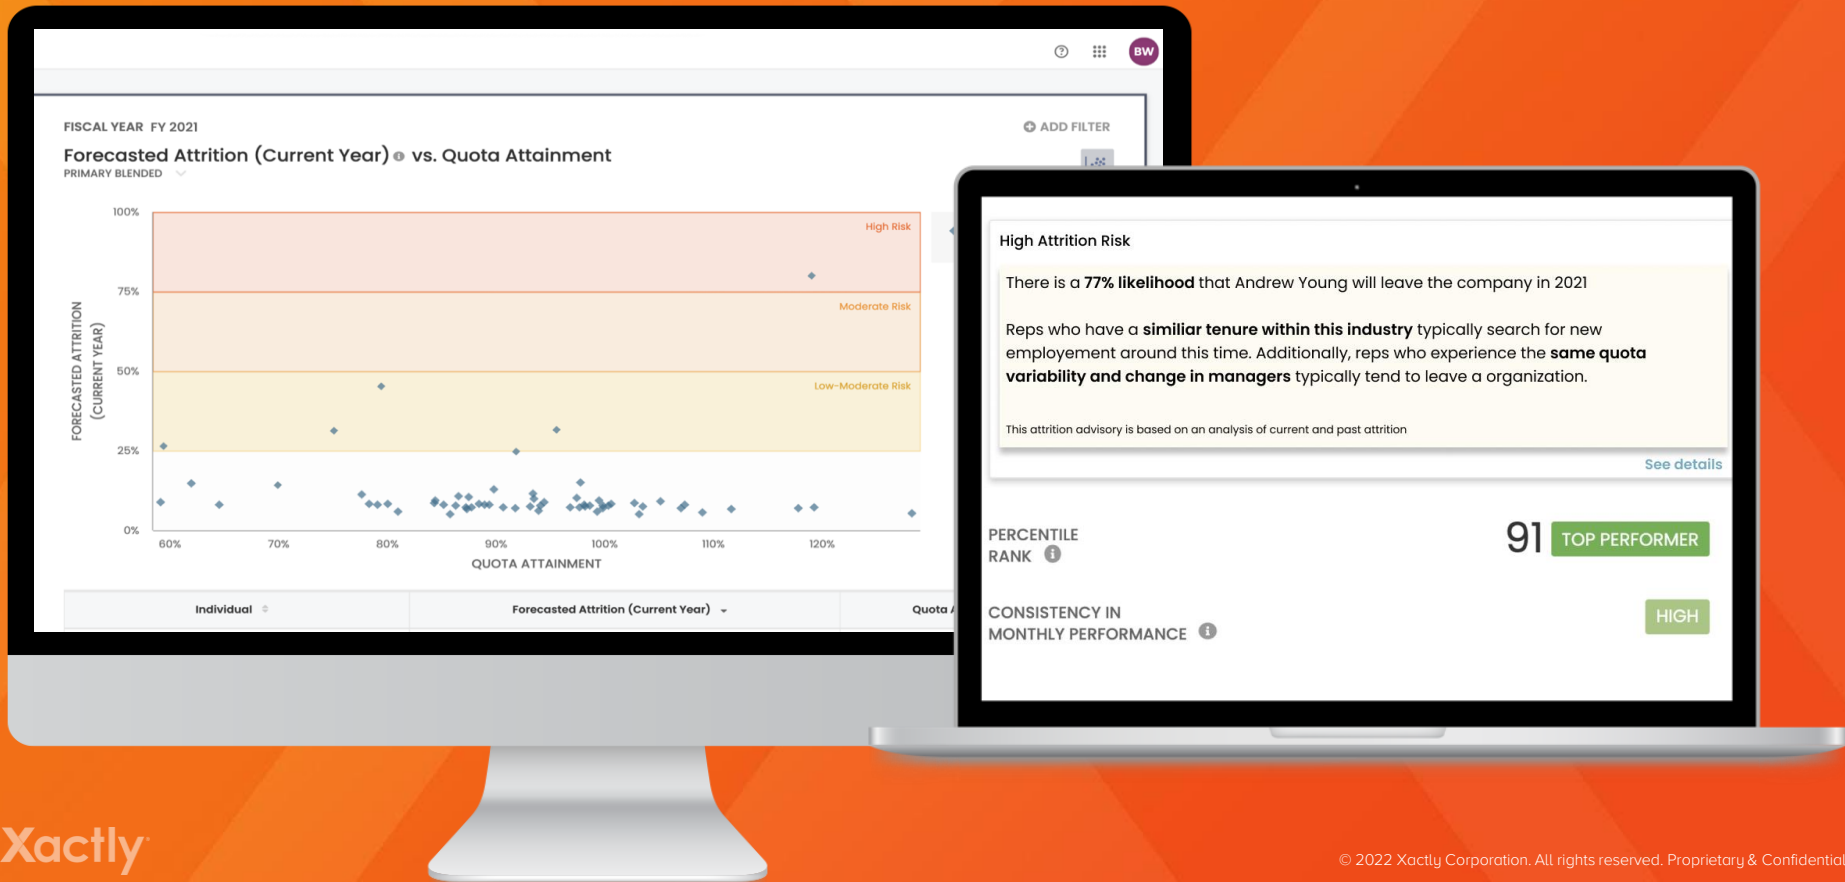 BW
FISCAL YEAR FY 2021
ADD FILTER
Forecasted Attrition (Current Year) vs. Quota Attainment
PRIMARY BLENDED
100%
75%
50%
25%
0%
High Risk
Moderate Risk
Low-Moderate Risk
FORECASTED ATTRITION
(CURRENT YEAR)
60% 70% 80% 90% 100% 110% 120%
QUOTA ATTAINMENT
Individual Forecasted Attrition (Current Year) Quota
High Attrition Risk
There is a 77% likelihood that Andrew Young will leave the company in 2021
Reps who have a similiar tenure within this industry typically search for new
employement around this time. Additionally, reps who experience the same quota
variability and change in managers typically tend to leave a organization.
This attrition advisory is based on an analysis of current and past attrition
See details
PERCENTILE
RANK
91 TOP PERFORMER
CONSISTENCY IN
MONTHLY PERFORMANCE
HIGH
Xactly
© 2022 Xactly Corporation. All rights reserved. Proprietary & Confidential